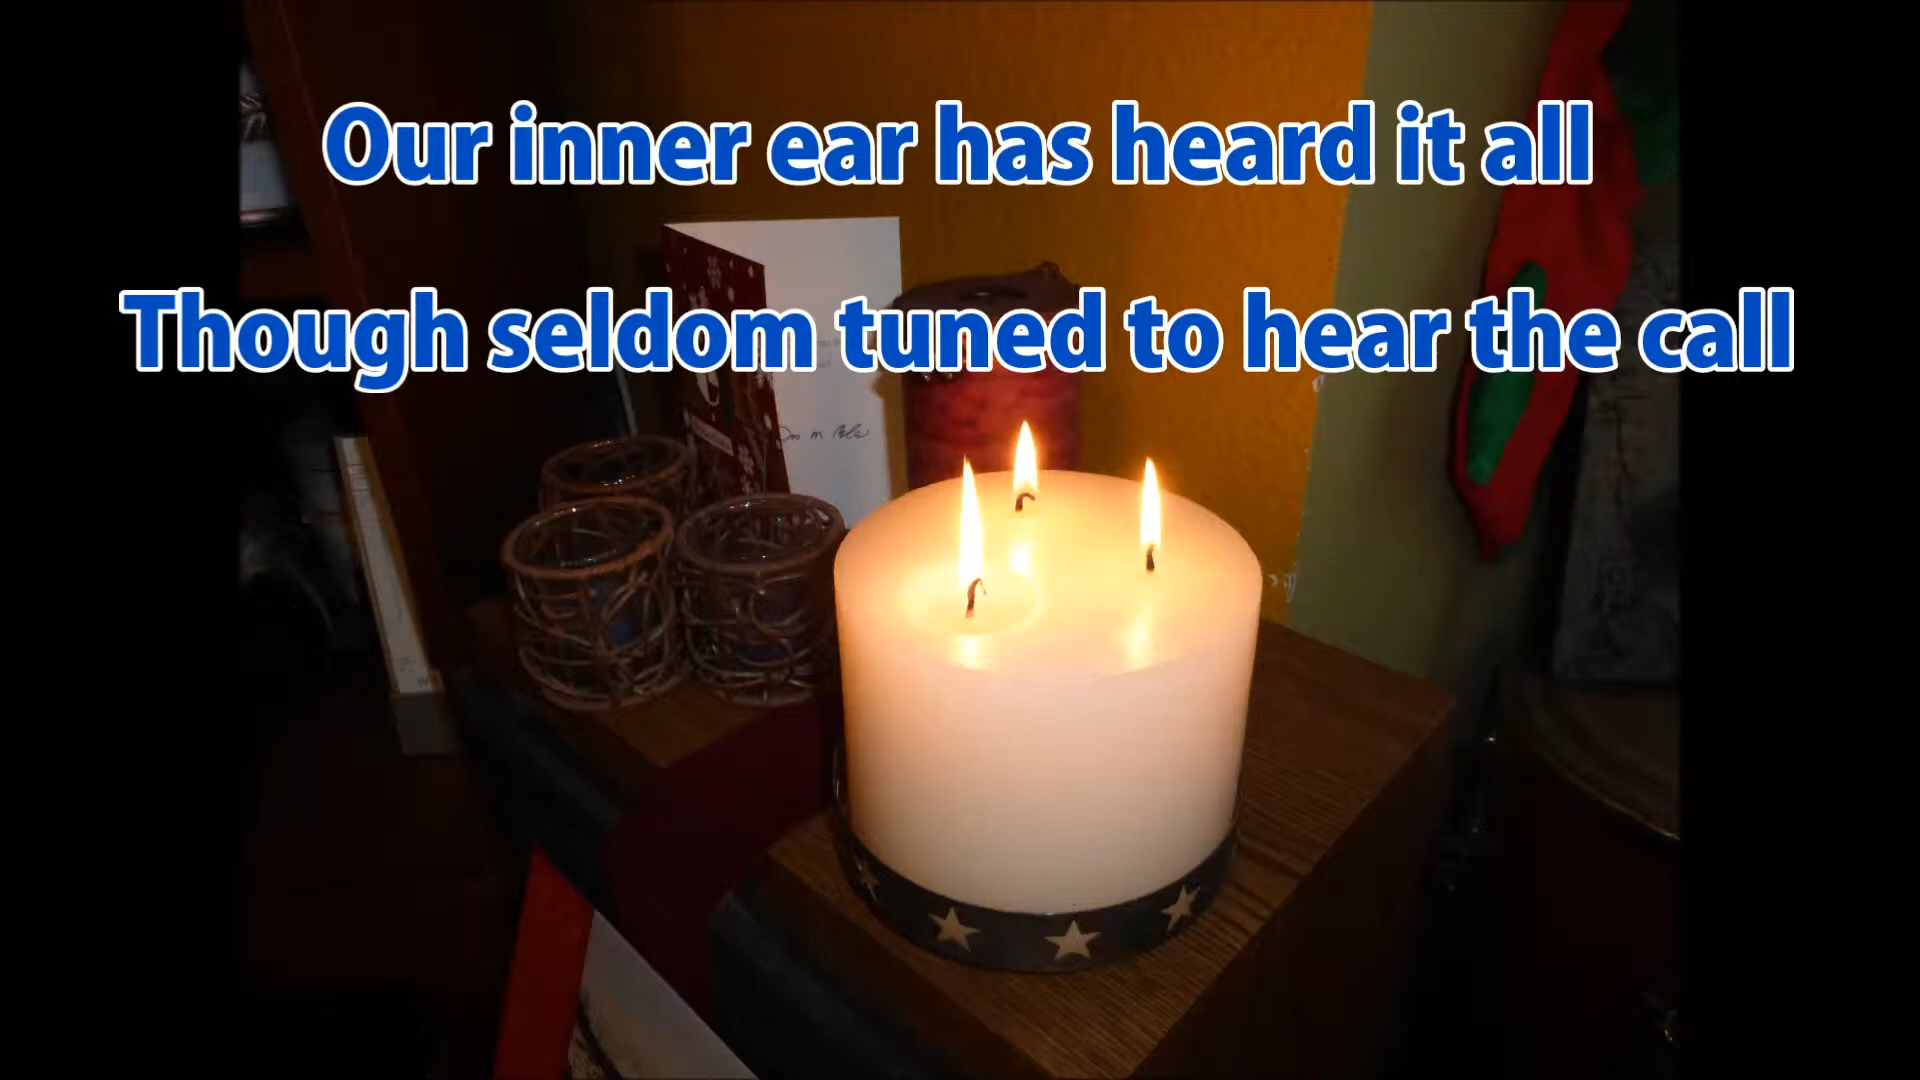 Our inner ear has heard it all
Though seldom tuned to hear the call